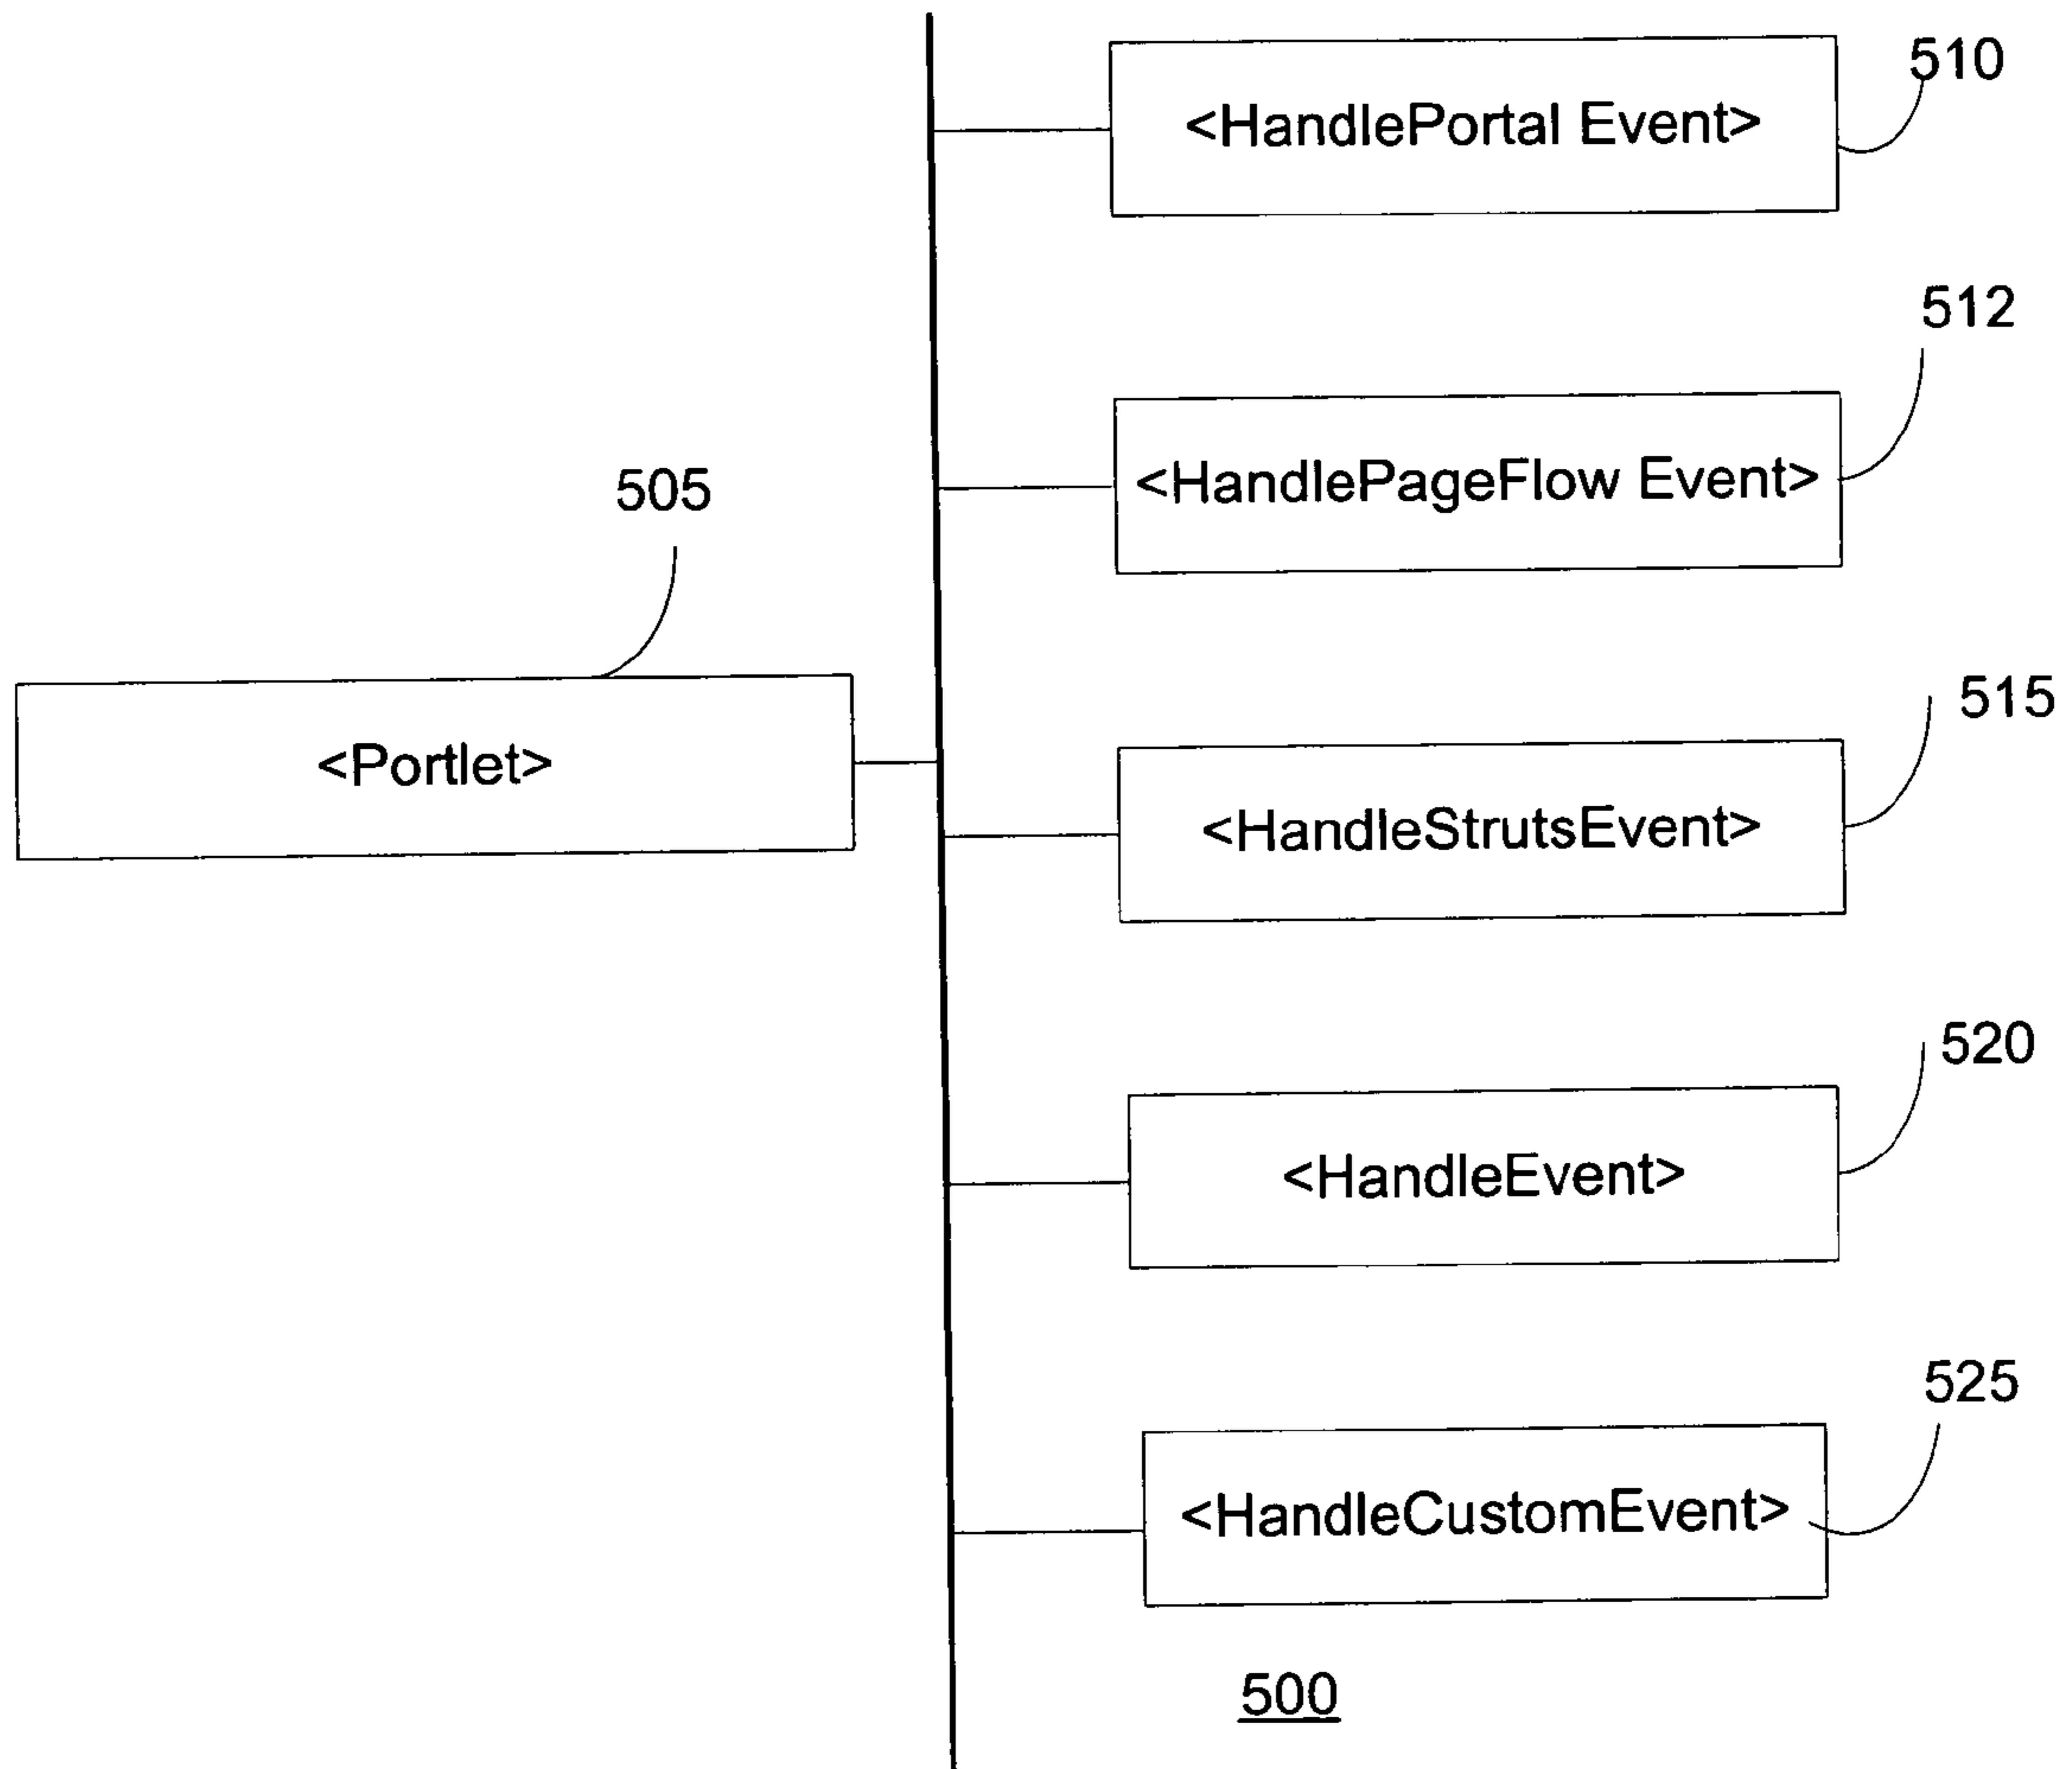 510
<HandlePortal Event>
512
<HandlePageFlow Event>
505
<Portlet>
515
<HandleStrutsEvent>
520
<HandleEvent>
525
<HandleCustomEvent>
500